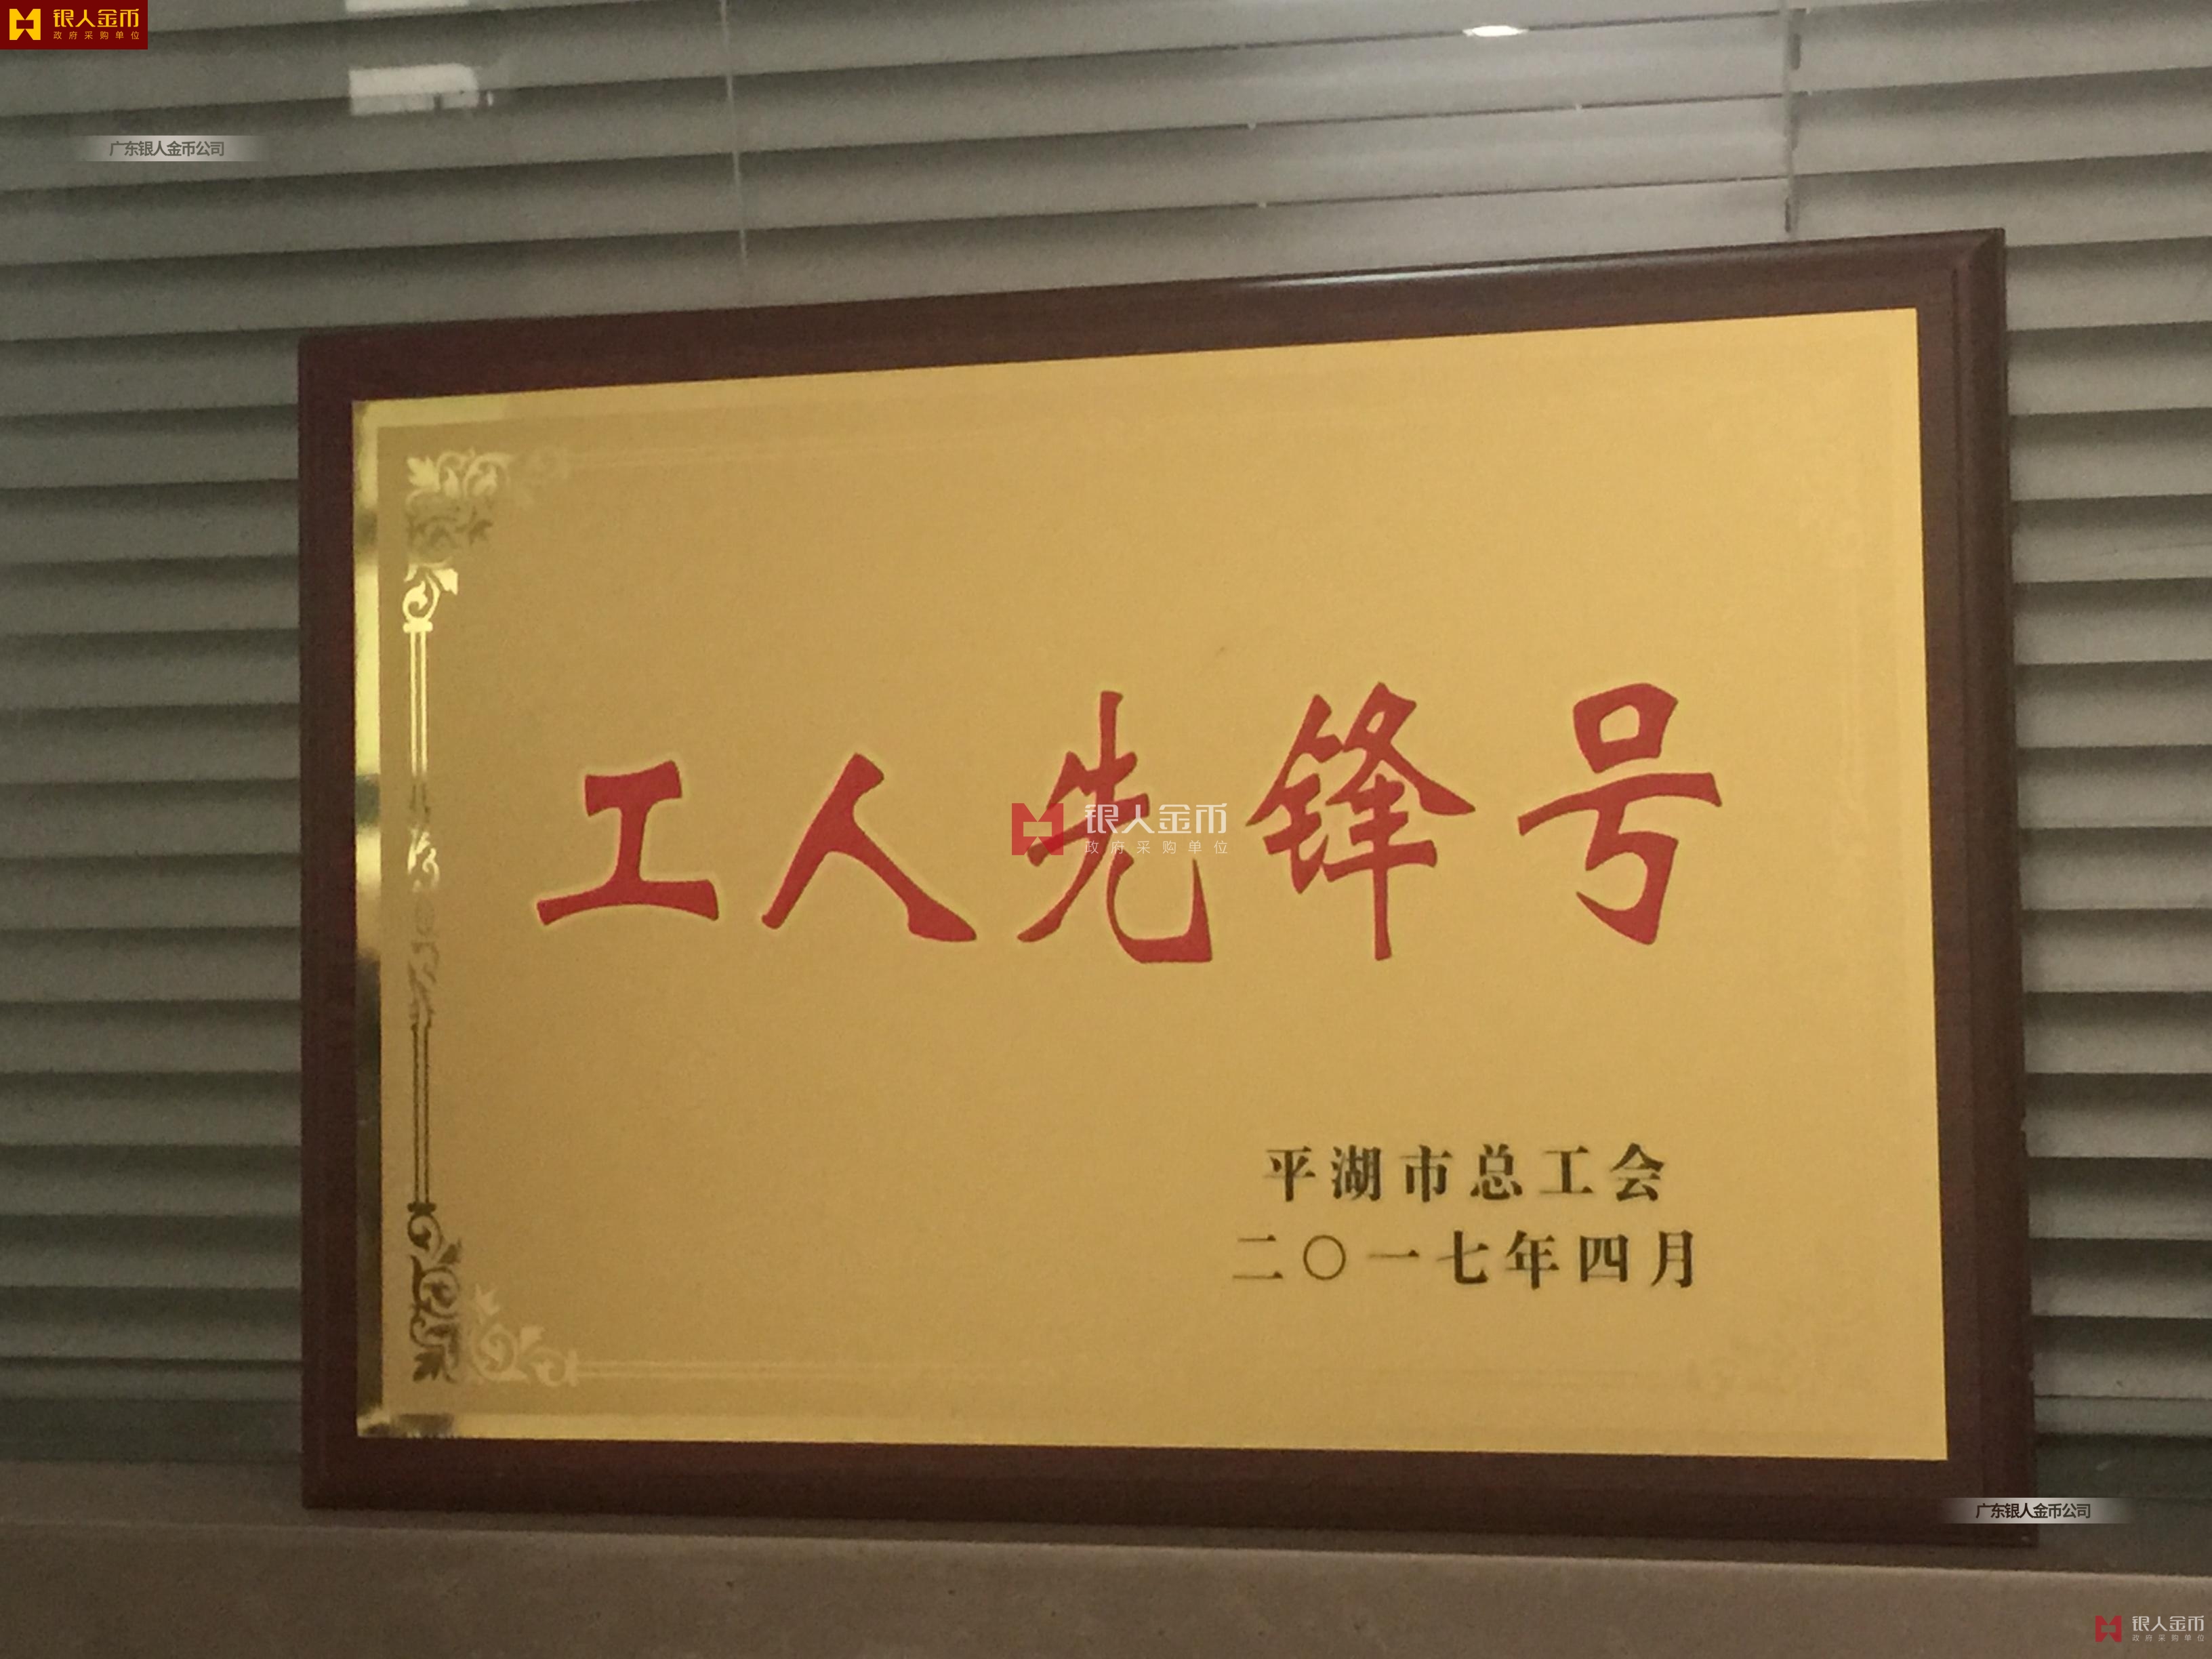 银人金币
政府采购单位
广东银人金币公司
工人先锋号
银人金币
政府采购单位
平湖市总工会
二〇一七年四月
广东银人金币公司
银人金币
政府采购单位